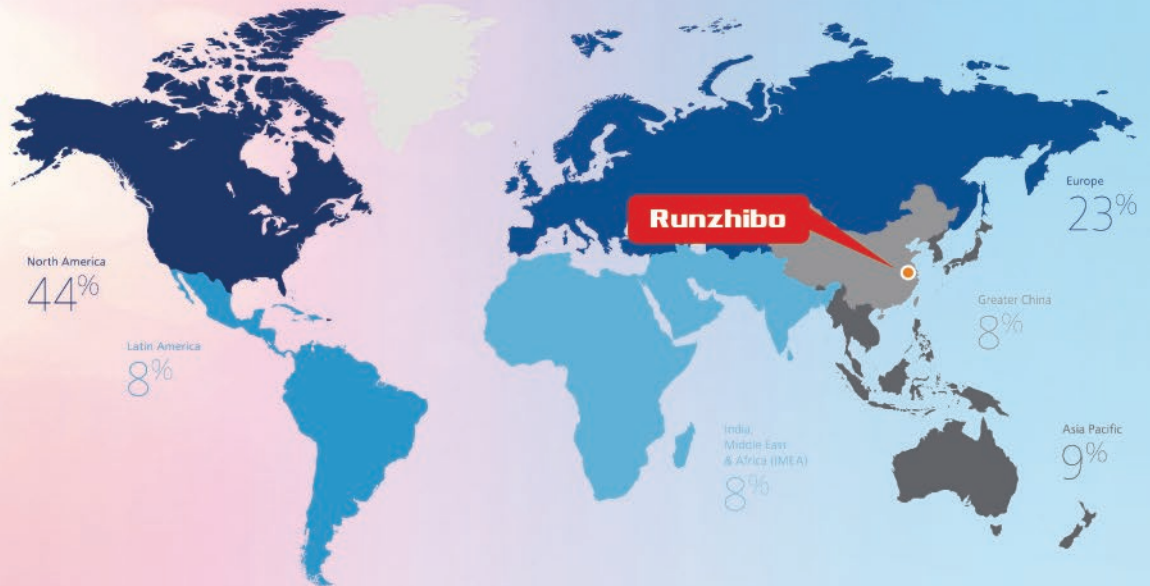 Runzhibo
Europe
23%
North America
44%
Greater China
8%
Latin America
8%
India,
Middle East
& Africa (IMEA)
8%
Asia Pacific
9%